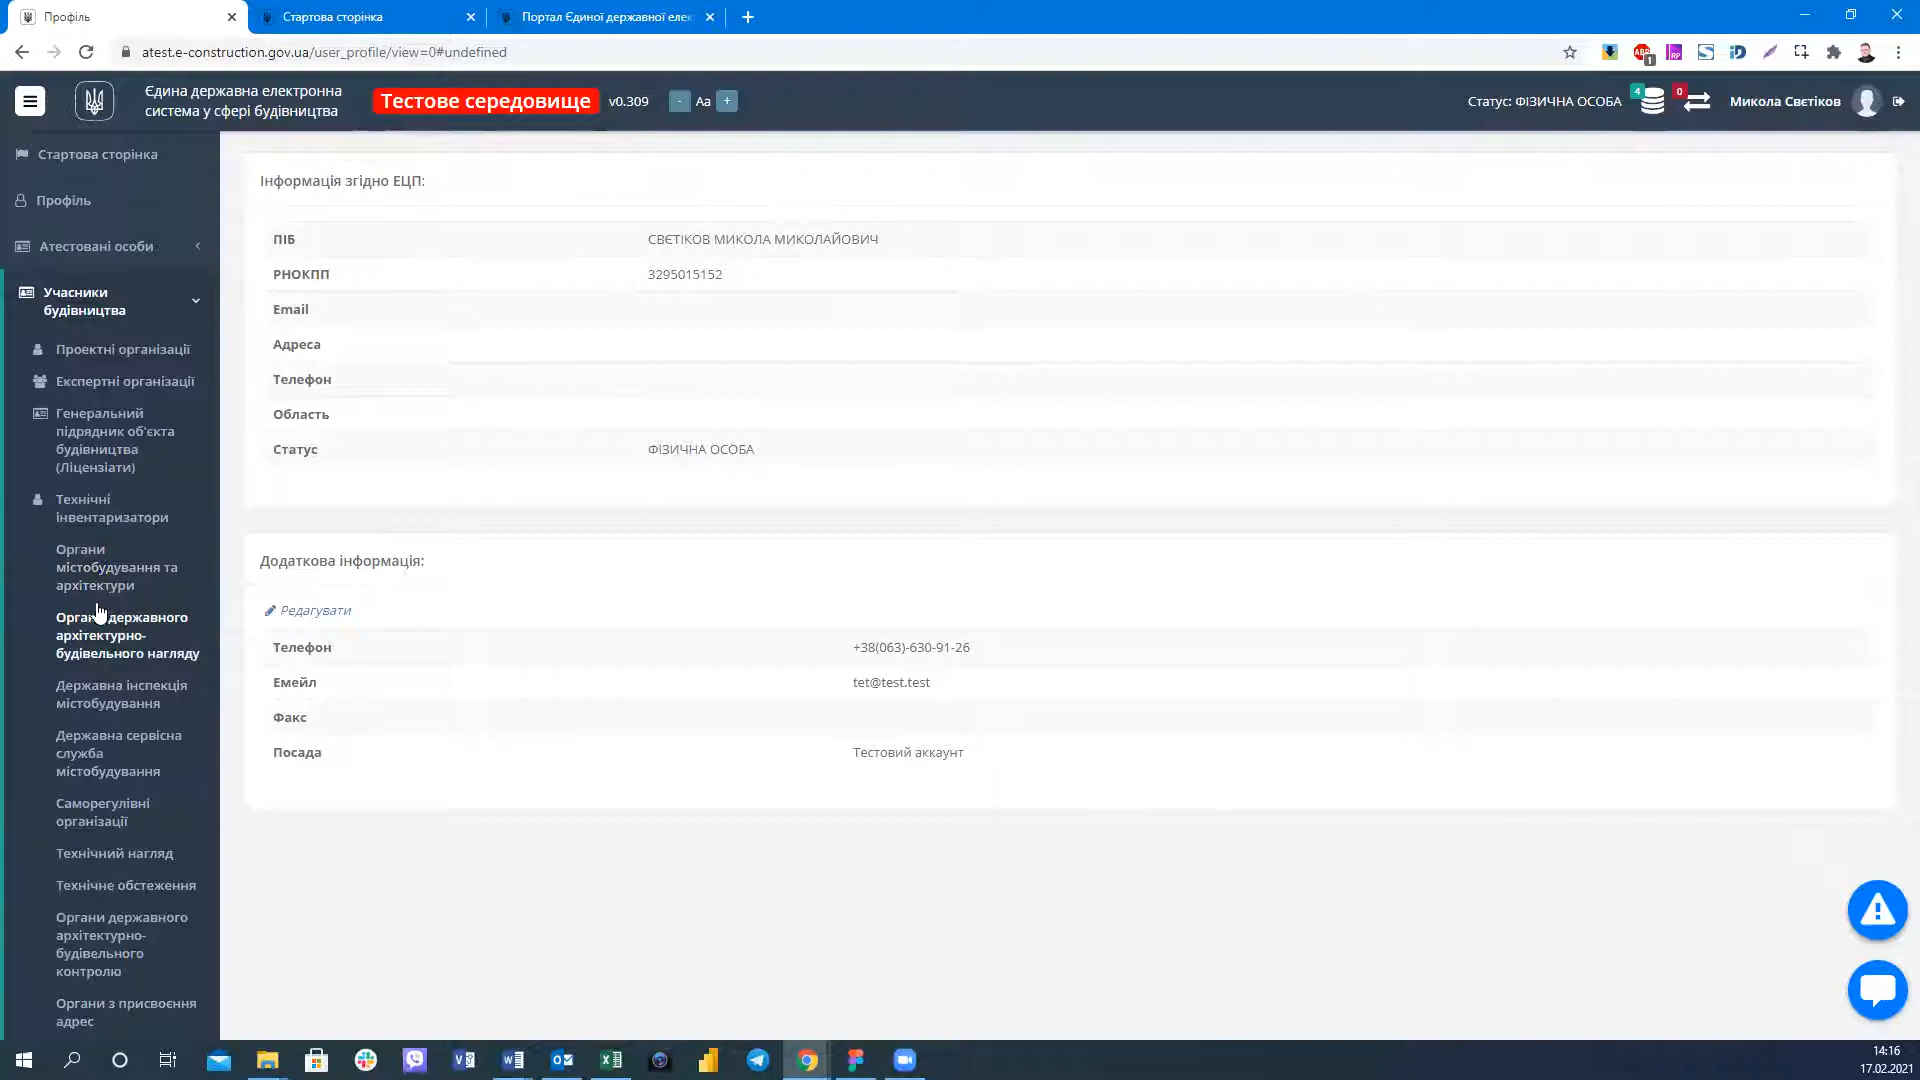 Профіль
Стартова сторінка
Портал Єдиної державної елек
atest.e-construction.gov.ua/user_profile/view=0#undefined
Єдина державна електронна
система у сфері будівництва
Тестове середовище
v0.309
- Aa +
Статус: ФІЗИЧНА ОСОБА
4
0
Микола Свєтіков
Стартова сторінка
Профіль
Атестовані особи
Учасники
будівництва
Проектні організації
Експертні організації
Генеральний
підрядник об'єкта
будівництва
(Ліцензіати)
Технічні
інвентаризатори
Органи
містобудування та
архітектури
Органи державного
архітектурно-
будівельного нагляду
Державна інспекція
містобудування
Державна сервісна
служба
містобудування
Саморегулівні
організації
Технічний нагляд
Технічне обстеження
Органи державного
архітектурно-
будівельного
контролю
Органи з присвоєння
адрес
Інформація згідно ЕЦП:
ПІБ СВЄТІКОВ МИКОЛА МИКОЛАЙОВИЧ
РНОКПП 3295015152
Email
Адреса
Телефон
Область
Статус ФІЗИЧНА ОСОБА
Додаткова інформація:
Редагувати
Телефон +38(063)-630-91-26
Емейл tet@test.test
Факс
Посада Тестовий аккаунт
14:16
17.02.2021